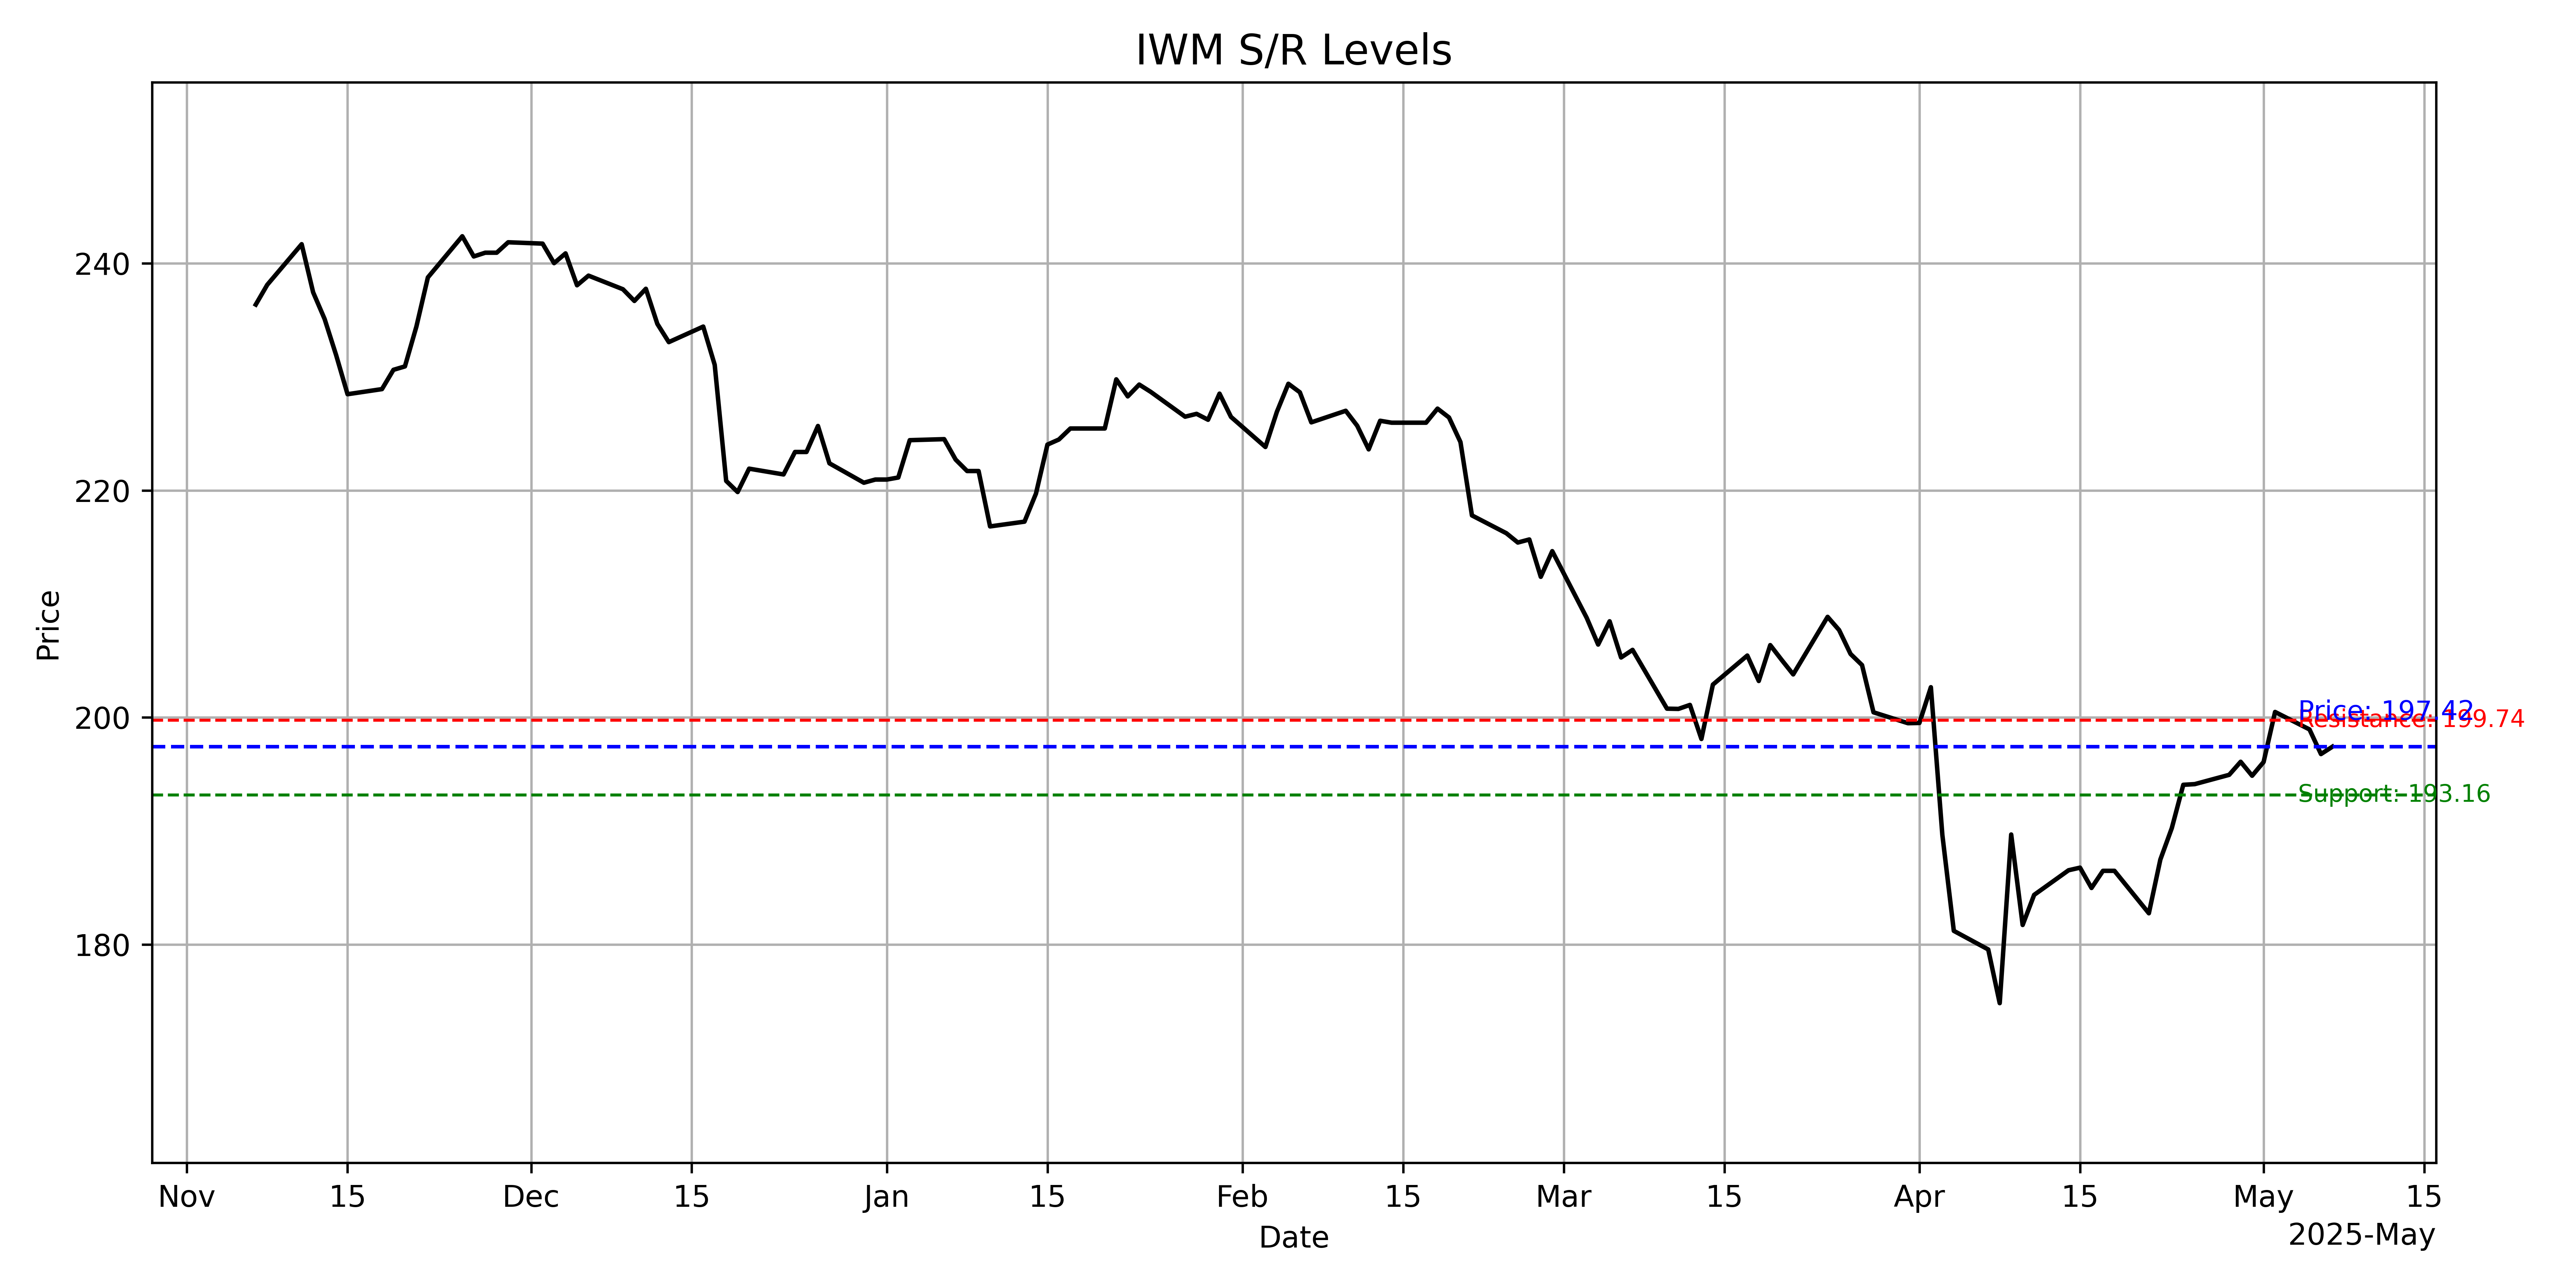 IWM S/R Levels
Price
240
220
200
180
Price: 197.42
Resistance: 199.74
Support: 193.16
Nov 15 Dec 15 Jan 15 Feb 15 Mar 15 Apr 15 May 15
Date
2025-May